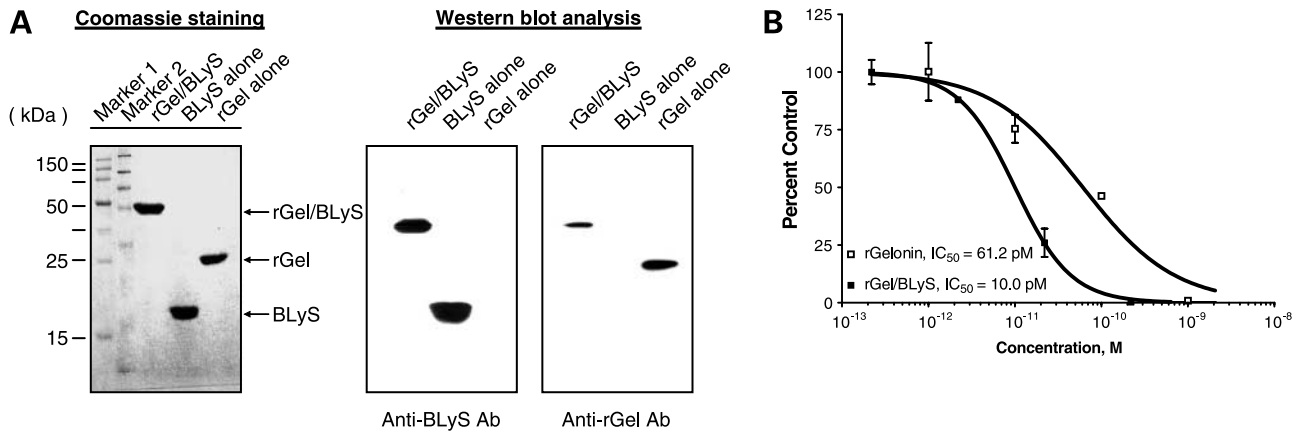 A
Coomassie staining
Western blot analysis
( kDa )
Marker 1
Marker 2
rGel/BLyS
BLyS alone
rGel alone
150
50
25
15
rGel/BLyS
rGel
BLyS
rGel/BLyS
BLyS alone
rGel alone
Anti-BLyS Ab
rGel/BLyS
BLyS alone
rGel alone
Anti-rGel Ab
B
Percent Control
125
100
75
50
25
0
rGelonin, IC50 = 61.2 pM
rGel/BLyS, IC50 = 10.0 pM
10-13
10-12
10-11
10-10
10-9
10-8
Concentration, M